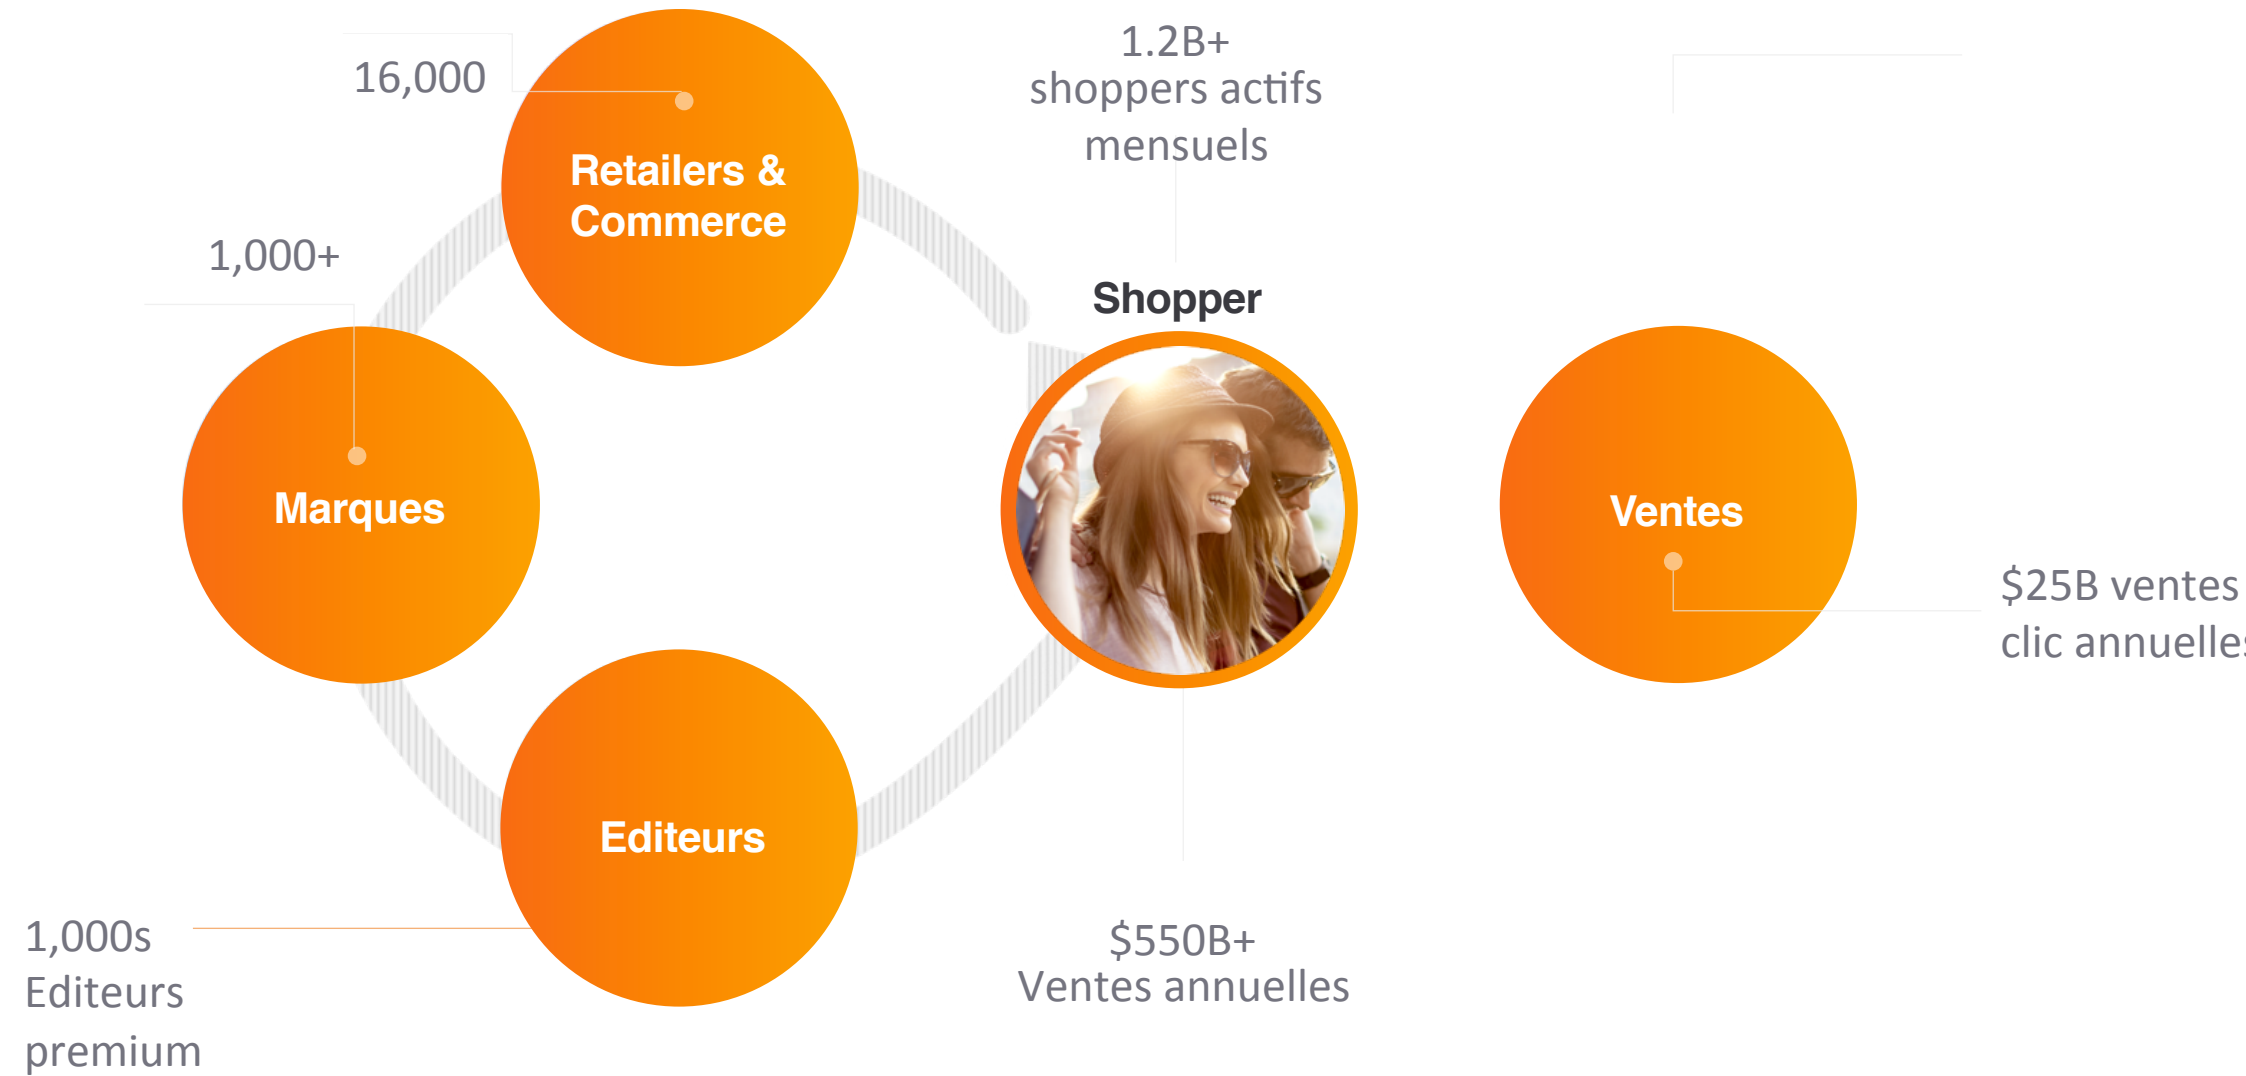 16,000
Retailers &
Commerce
1.2B+
shoppers actifs
mensuels
1,000+
Shopper
Marques
Ventes
$25B ventes
clic
Editeurs
1,000s
Editeurs
premium
$550B+
Ventes annuelles